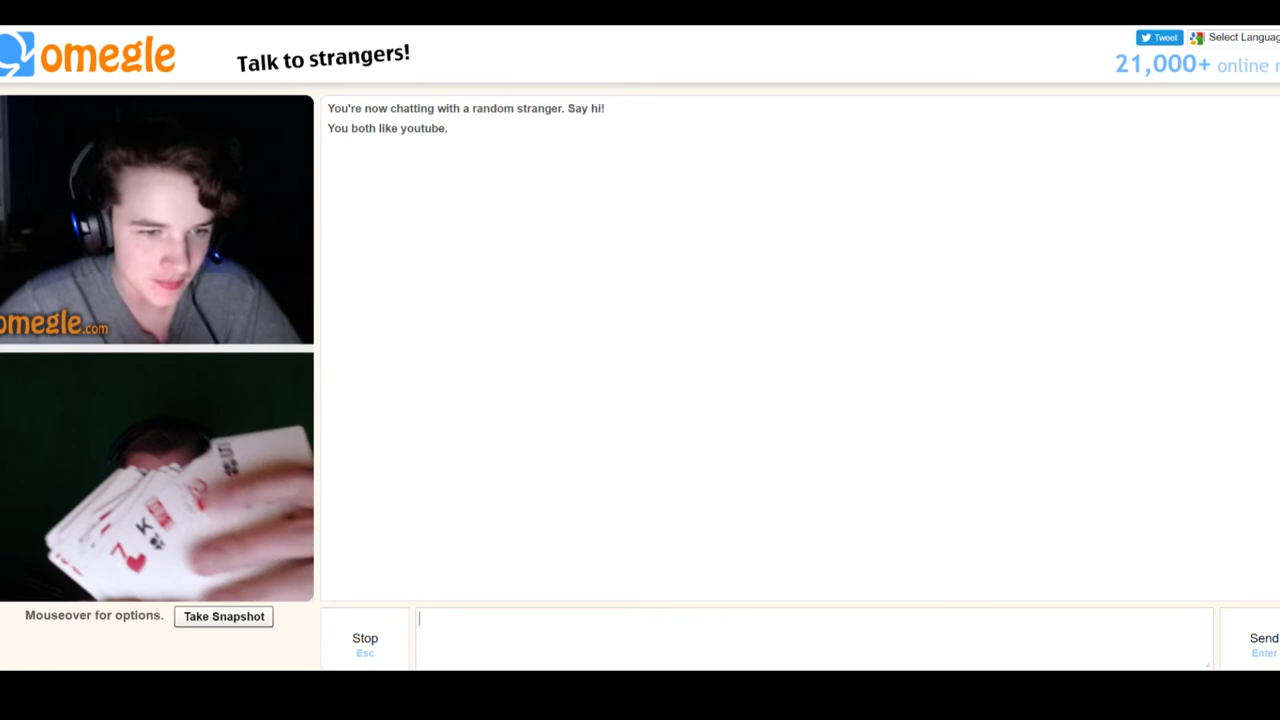 omegle
Talk to strangers!
Tweet
Select Languag
21,000+ online
You're now chatting with a random stranger. Say hi!
You both like youtube.
omegle.com
7
K
Mouseover for options.
Take Snapshot
Stop
Esc
Send
Enter